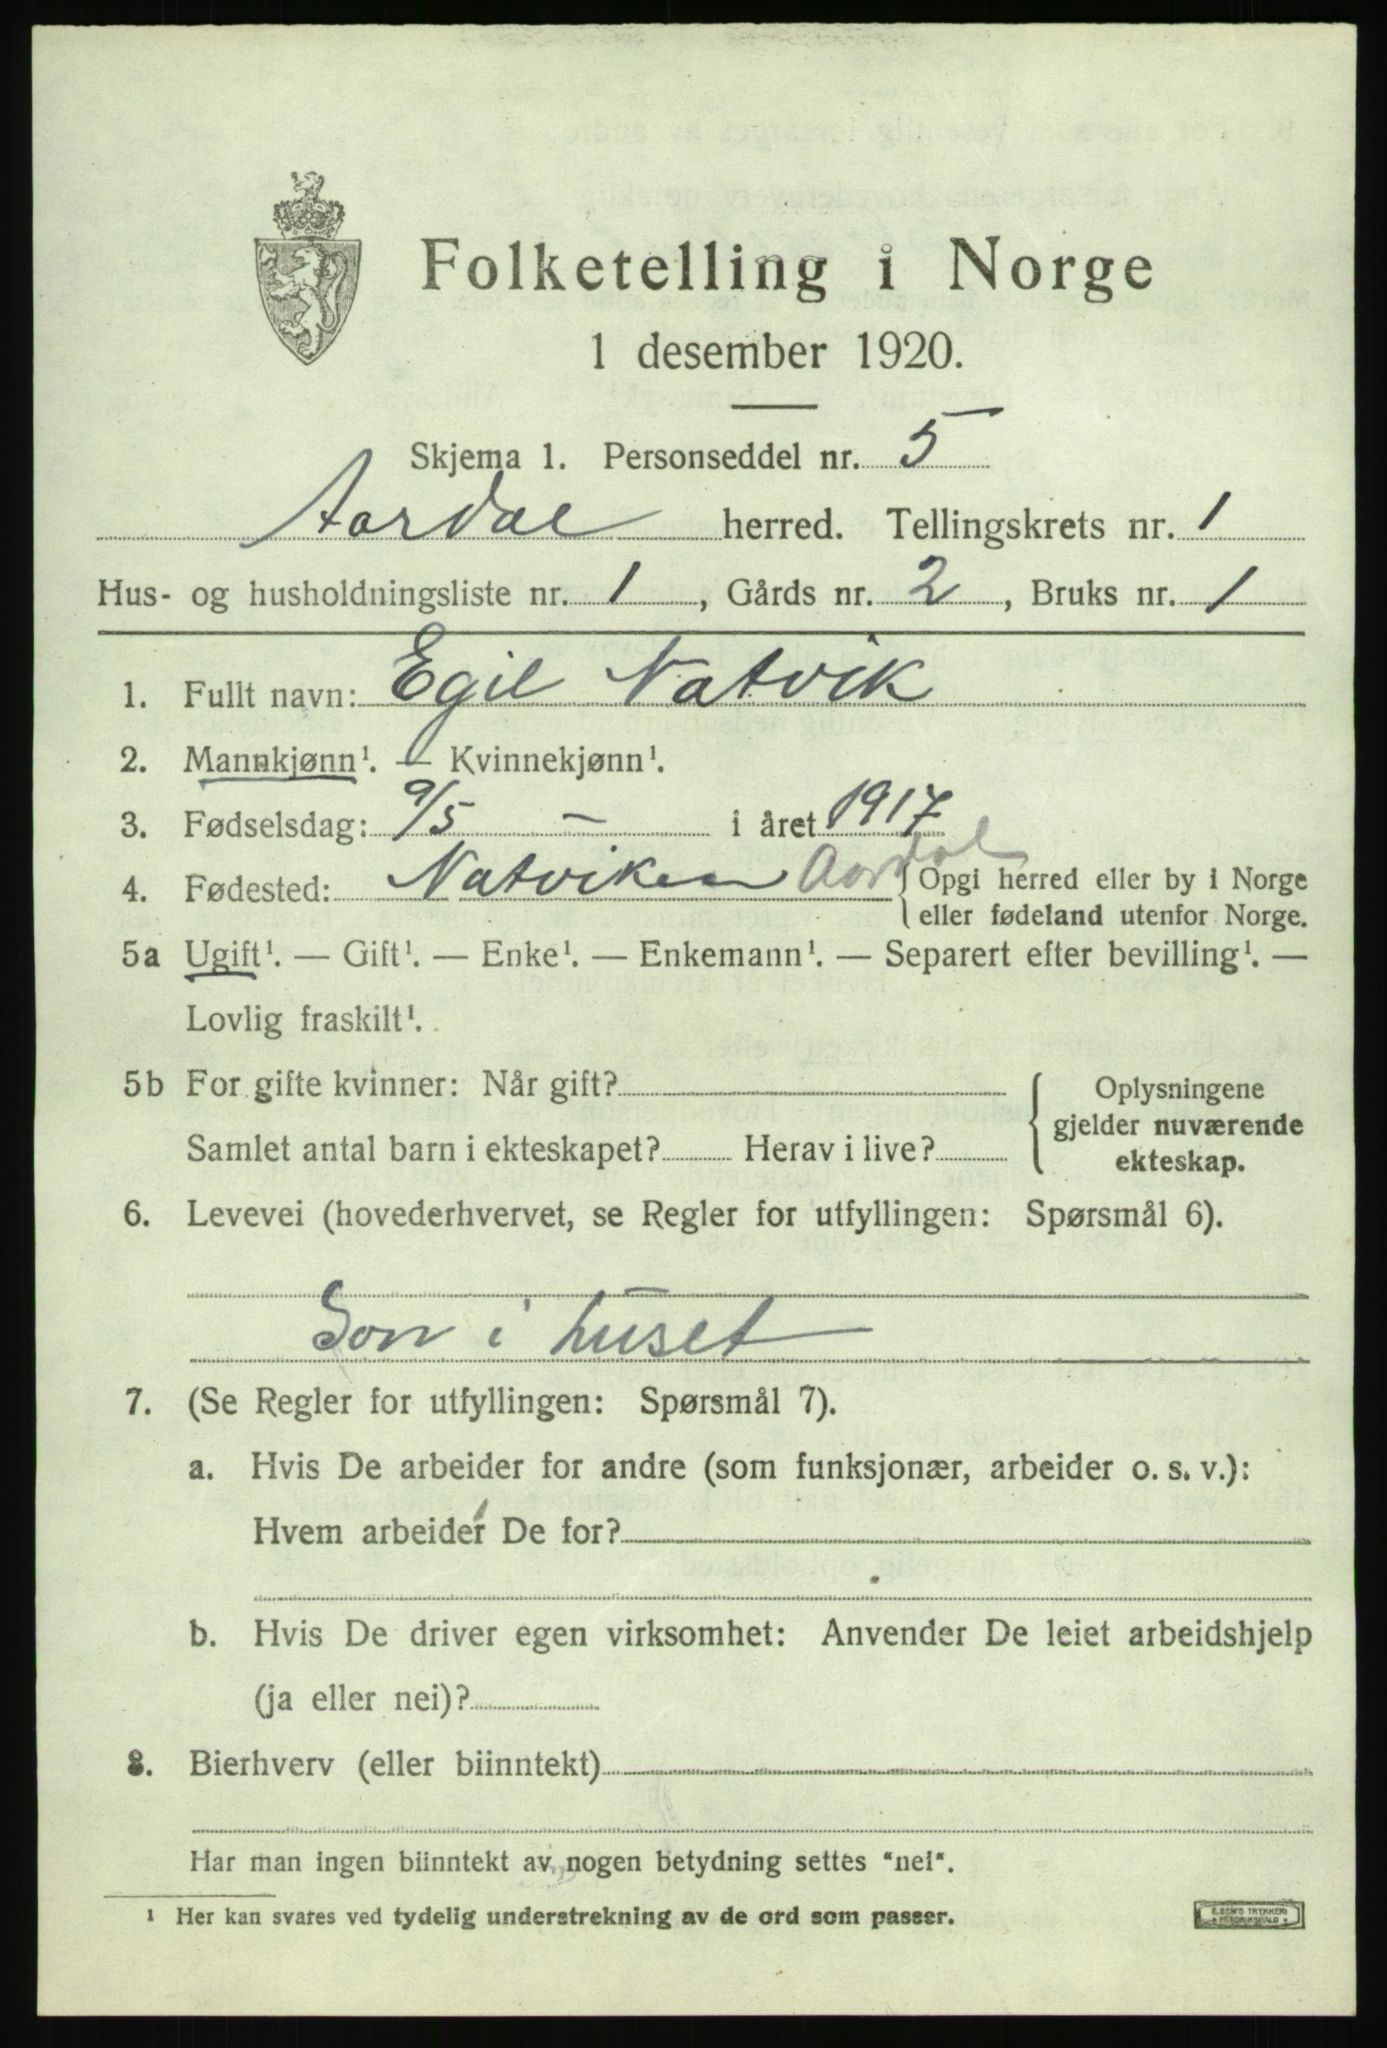 Folketelling i Norge
1 desember 1920.
Skjema 1. Personseddel nr. 5
Aardal herred. Tellingskrets nr. 1
Hus- og husholdningsliste nr. 1, Gårds nr. 2, Bruks nr. 1
1. Fullt navn: Egil Natvik
2. Mannkjønn¹. — Kvinnekjønn¹.
3. Fødselsdag: 9/5 – i året 1917
4. Fødested: Natviken Aardal { Opgi herred eller by i Norge
eller fødeland utenfor Norge.
5a Ugift¹. — Gift¹. — Enke¹. — Enkemann¹. — Separert efter bevilling¹. —
Lovlig fraskilt¹.
5b For gifte kvinner: Når gift? { Oplysningene
gjelder nuværende
Samlet antal barn i ekteskapet? Herav i live?
ekteskap.
6. Levevei (hovederhvervet, se Regler for utfyllingen: Spørsmål 6).
Son i huset
7. (Se Regler for utfyllingen: Spørsmål 7).
a. Hvis De arbeider for andre (som funksjonær, arbeider o. s. v.):
Hvem arbeider De for?
b. Hvis De driver egen virksomhet: Anvender De leiet arbeidshjelp
(ja eller nei)?
8. Bierhverv (eller biinntekt)
Har man ingen biinntekt av nogen betydning settes "nei".
¹ Her kan svares ved tydelig understrekning av de ord som passer.
TRYKKERI
FREDRIKSHALD